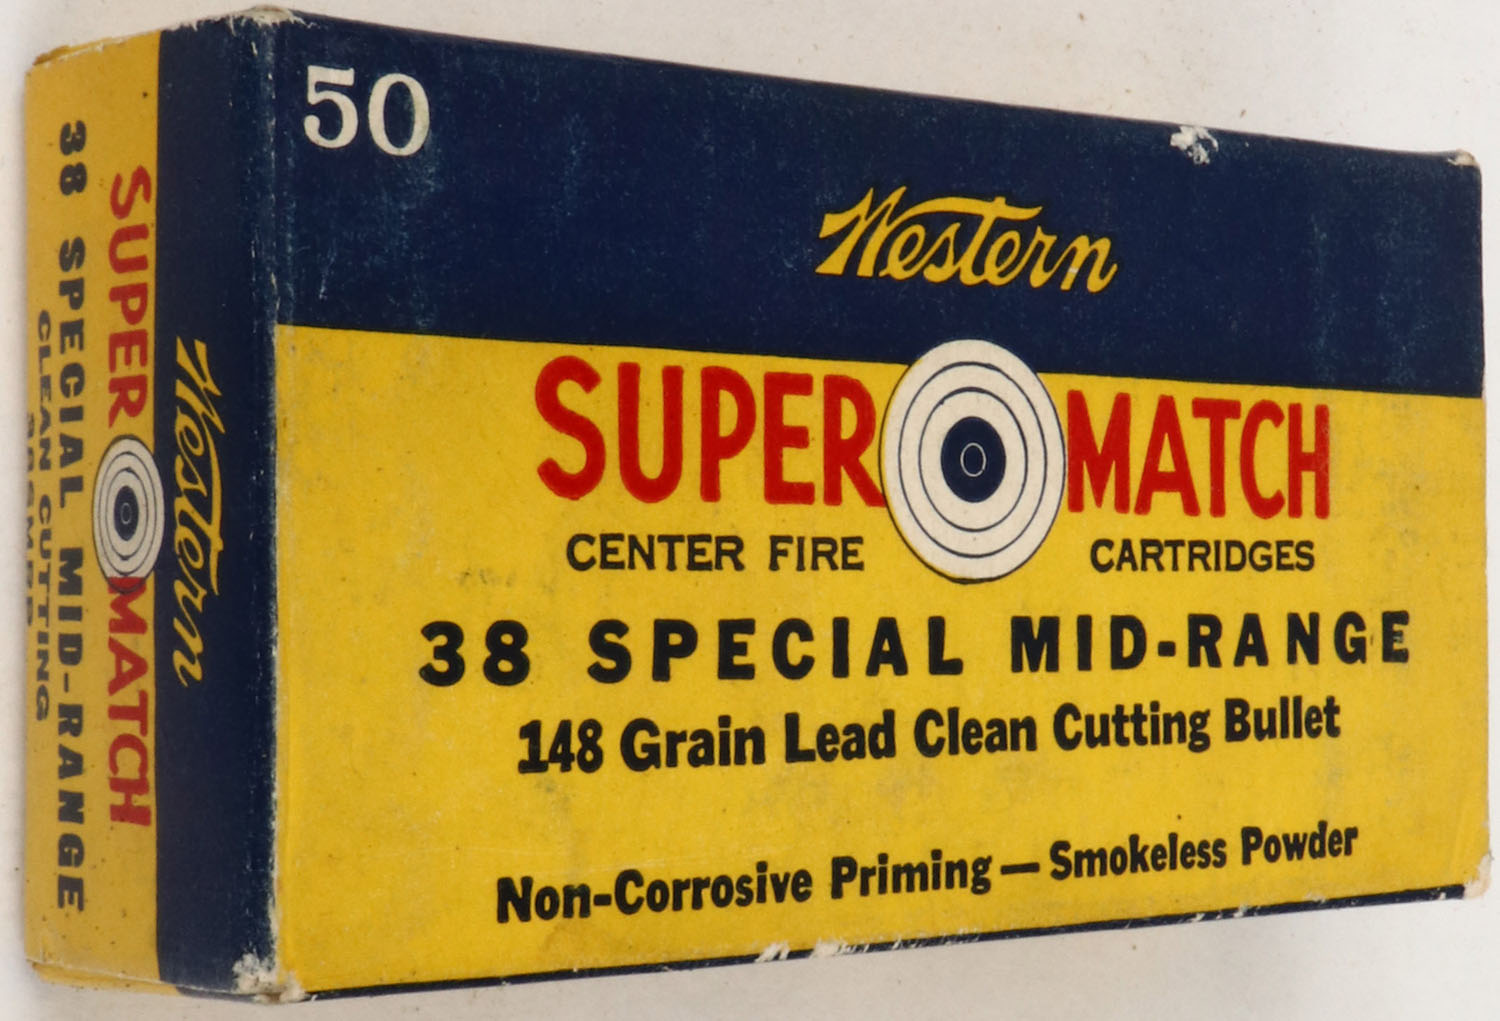 50
Western
SUPER MATCH
CENTER FIRE CARTRIDGES
38 SPECIAL MID-RANGE
148 Grain Lead Clean Cutting Bullet
Non-Corrosive Priming — Smokeless Powder
Western
SUPER MATCH
38 SPECIAL MID-RANGE
CLEAN CUTTING